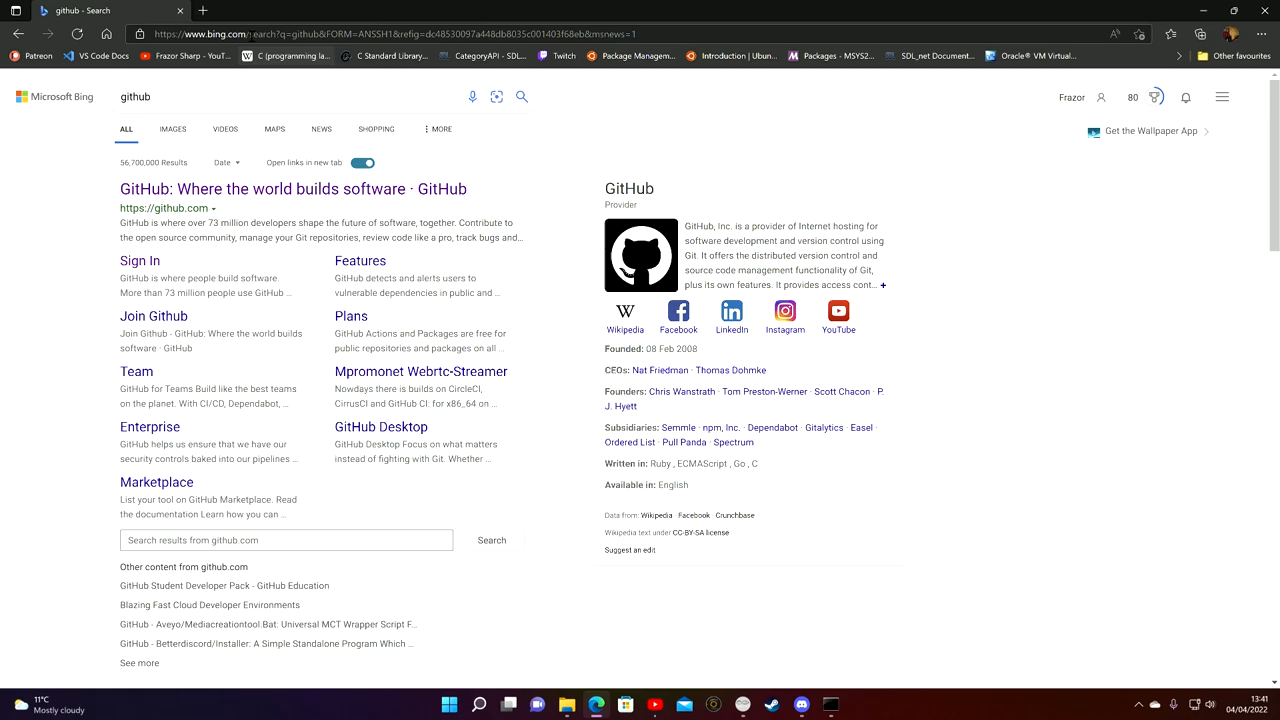 github - Search
https://www.bing.com/search?q=github&FORM=ANSSH1&refig=dc48530097a448db8035c001403f68eb&msnews=1
Patreon
VS Code Docs
Frazor Sharp - YouT...
C (programming la...
C Standard Library...
CategoryAPI - SDL...
Twitch
Package Managem...
Introduction | Ubun...
Packages - MSYS2...
SDL_net Document...
Oracle® VM Virtual...
Other favourites
Microsoft Bing
github
Frazor
80
ALL
IMAGES
VIDEOS
MAPS
NEWS
SHOPPING
MORE
Get the Wallpaper App
56,700,000 Results
Date
Open links in new tab
GitHub: Where the world builds software · GitHub
https://github.com
GitHub is where over 73 million developers shape the future of software, together. Contribute to
the open source community, manage your Git repositories, review code like a pro, track bugs and...
Sign In
GitHub is where people build software.
More than 73 million people use GitHub ...
Features
GitHub detects and alerts users to
vulnerable dependencies in public and ...
Join Github
Join Github · GitHub: Where the world builds
software · GitHub
Plans
GitHub Actions and Packages are free for
public repositories and packages on all ...
Team
GitHub for Teams Build like the best teams
on the planet. With CI/CD, Dependabot, ...
Mpromonet Webrtc-Streamer
Nowdays there is builds on CircleCI,
CirrusCI and GitHub CI: for x86_64 on ...
Enterprise
GitHub helps us ensure that we have our
security controls baked into our pipelines ...
GitHub Desktop
GitHub Desktop Focus on what matters
instead of fighting with Git. Whether ...
Marketplace
List your tool on GitHub Marketplace. Read
the documentation Learn how you can ...
Search results from github.com
Search
Other content from github.com
GitHub Student Developer Pack - GitHub Education
Blazing Fast Cloud Developer Environments
GitHub - Aveyo/Mediacreationtool.Bat: Universal MCT Wrapper Script F...
GitHub - Betterdiscord/Installer: A Simple Standalone Program Which ...
See more
GitHub
Provider
GitHub, Inc. is a provider of Internet hosting for
software development and version control using
Git. It offers the distributed version control and
source code management functionality of Git,
plus its own features. It provides access cont... +
Wikipedia
Facebook
LinkedIn
Instagram
YouTube
Founded: 08 Feb 2008
CEOs: Nat Friedman · Thomas Dohmke
Founders: Chris Wanstrath · Tom Preston-Werner · Scott Chacon · P.
J. Hyett
Subsidiaries: Semmle · npm, Inc. · Dependabot · Gitalytics · Easel ·
Ordered List · Pull Panda · Spectrum
Written in: Ruby , ECMAScript , Go , C
Available in: English
Data from: Wikipedia · Facebook · Crunchbase
Wikipedia text under CC-BY-SA license
Suggest an edit
11°C
Mostly cloudy
13:41
04/04/2022